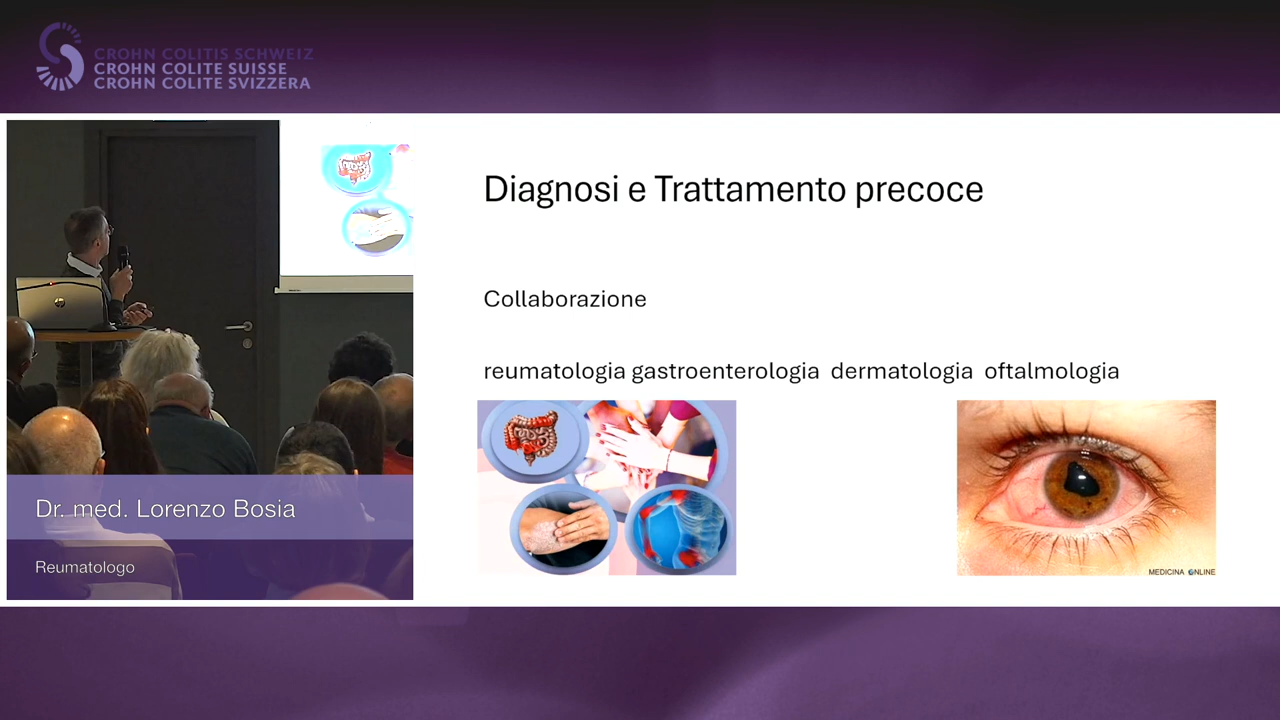 CROHN COLITIS SCHWEIZ
CROHN COLITE SUISSE
CROHN COLITE SVIZZERA
Diagnosi e Trattamento precoce
Collaborazione
reumatologia gastroenterologia dermatologia oftalmologia
MEDICINA ONLINE
Dr. med. Lorenzo Bosia
Reumatologo